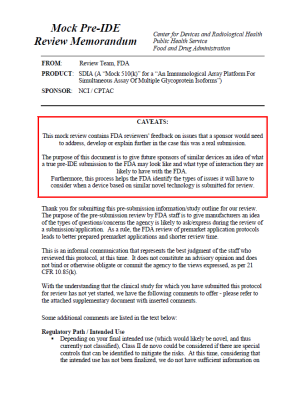 Mock Pre-IDE
Review Memorandum
Center for Devices and Radiological Health
Public Health Service
Food and Drug Administration
FROM: Review Team, FDA
PRODUCT: SDIA (A "Mock 510(k)" for a "An Immunological Array Platform For
Simultaneous Assay Of Multiple Glycoprotein Isoforms")
SPONSOR: NCI / CPTAC
CAVEATS:
This mock review contains FDA reviewers' feedback on issues that a sponsor would need
to address, develop or explain further in the case this was a real submission.
The purpose of this document is to give future sponsors of similar devices an idea of what
a true pre-IDE submission to the FDA may look like and what type of interaction they are
likely to have with the FDA.
Furthermore, this process helps the FDA identify the types of issues it will have to
consider when a device based on similar novel technology is submitted for review.
Thank you for submitting this pre-submission information/study outline for our review.
The purpose of the pre-submission review by FDA staff is to give manufacturers an idea
of the types of questions/concerns the agency is likely to ask/express during the review of
a submission/application. As a rule, the FDA review of premarket application protocols
leads to better prepared premarket applications and shorter review time.
This is an informal communication that represents the best judgment of the staff who
reviewed this protocol, at this time. It does not constitute an advisory opinion and does
not bind or otherwise obligate or commit the agency to the views expressed, as per 21
CFR 10.85(k).
With the understanding that the clinical study for which you have submitted this protocol
for review has not yet started, we have the following comments to offer - please refer to
the attached supplementary document with inserted comments.
Some additional comments are listed in the text below:
Regulatory Path / Intended Use
• Depending on your final intended use (which would likely be novel, and thus
currently not classified), Class II de novo could be considered if there are special
controls that can be identified to mitigate the risks. At this time, considering that
the intended use has not been finalized, we do not have sufficient information on